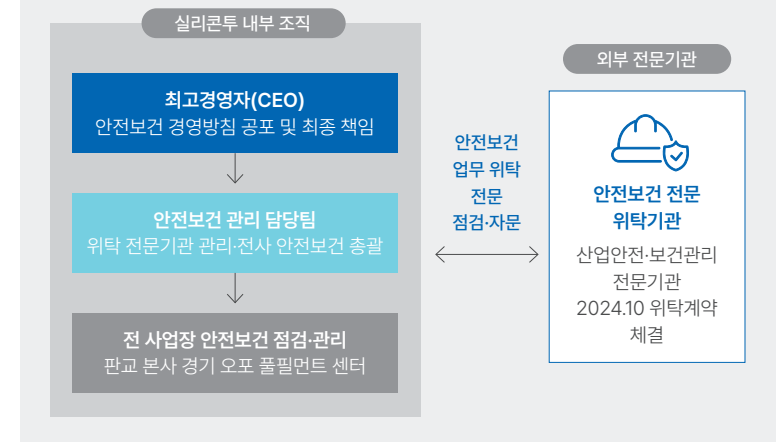 실리콘투 내부 조직
최고경영자(CEO)
안전보건 경영방침 공포 및 최종 책임
안전보건 관리 담당팀
위탁 전문기관 관리·전사 안전보건 총괄
전 사업장 안전보건 점검·관리
판교 본사 경기 오포 풀필먼트 센터
안전보건
업무 위탁
전문
점검·자문
외부 전문기관
안전보건 전문
위탁기관
산업안전·보건관리
전문기관
2024.10 위탁계약
체결